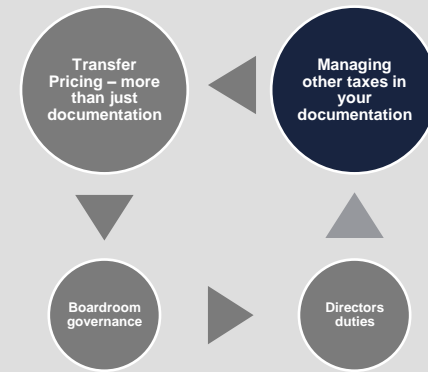 Transfer
Pricing – more
than just
documentation
Managing
other taxes in
your
documentation
Boardroom
governance
Directors
duties